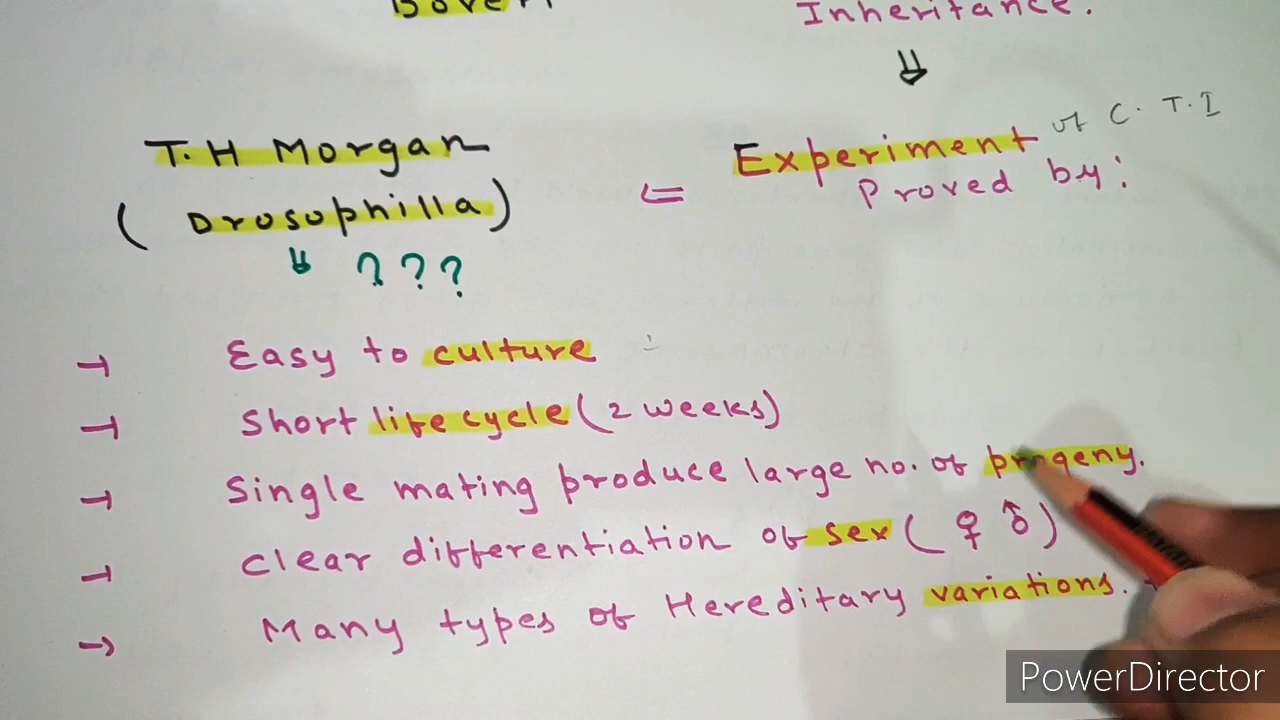 Boveri
Inheritance.
⇓
T.H Morgan
(Drosophilla)
⇐ Experiment of C.T.I
Proved by:
↓ ???
→ Easy to culture
→ Short life cycle (2 weeks)
→ Single mating produce large no. of progeny.
→ clear differentiation of sex (♀ ♂)
→ Many types of Hereditary variations.
PowerDirector